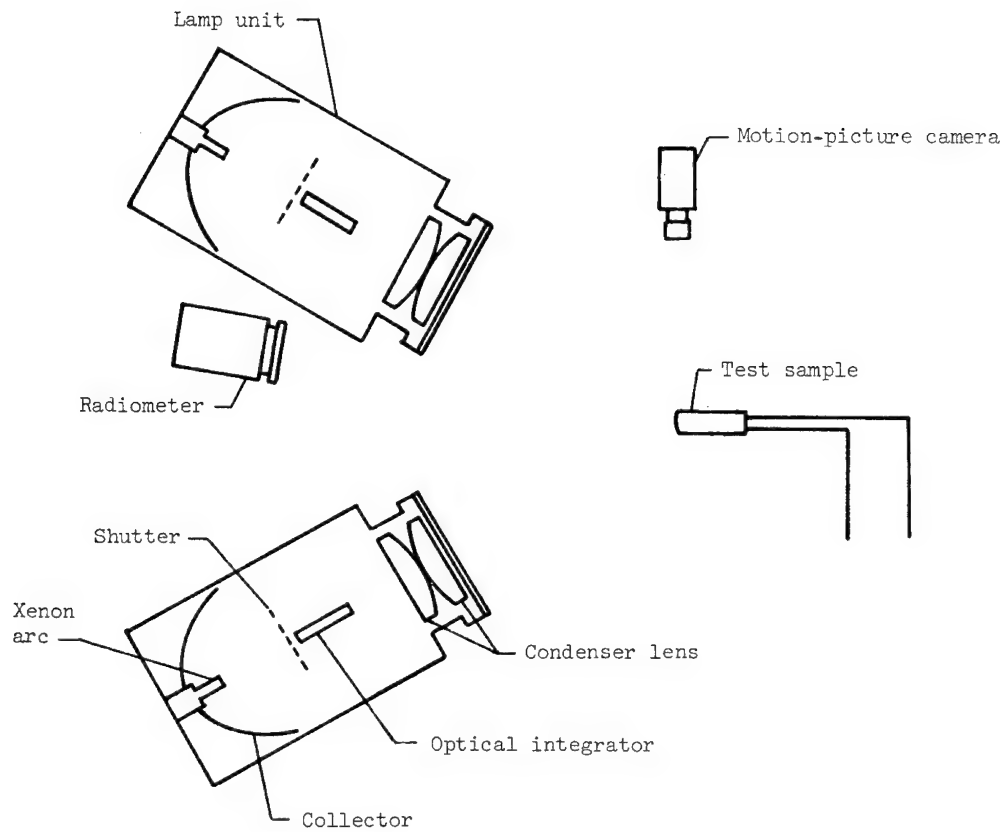 Lamp unit
Motion-picture camera
Test sample
Radiometer
Shutter
Xenon
arc
Condenser lens
Optical integrator
Collector